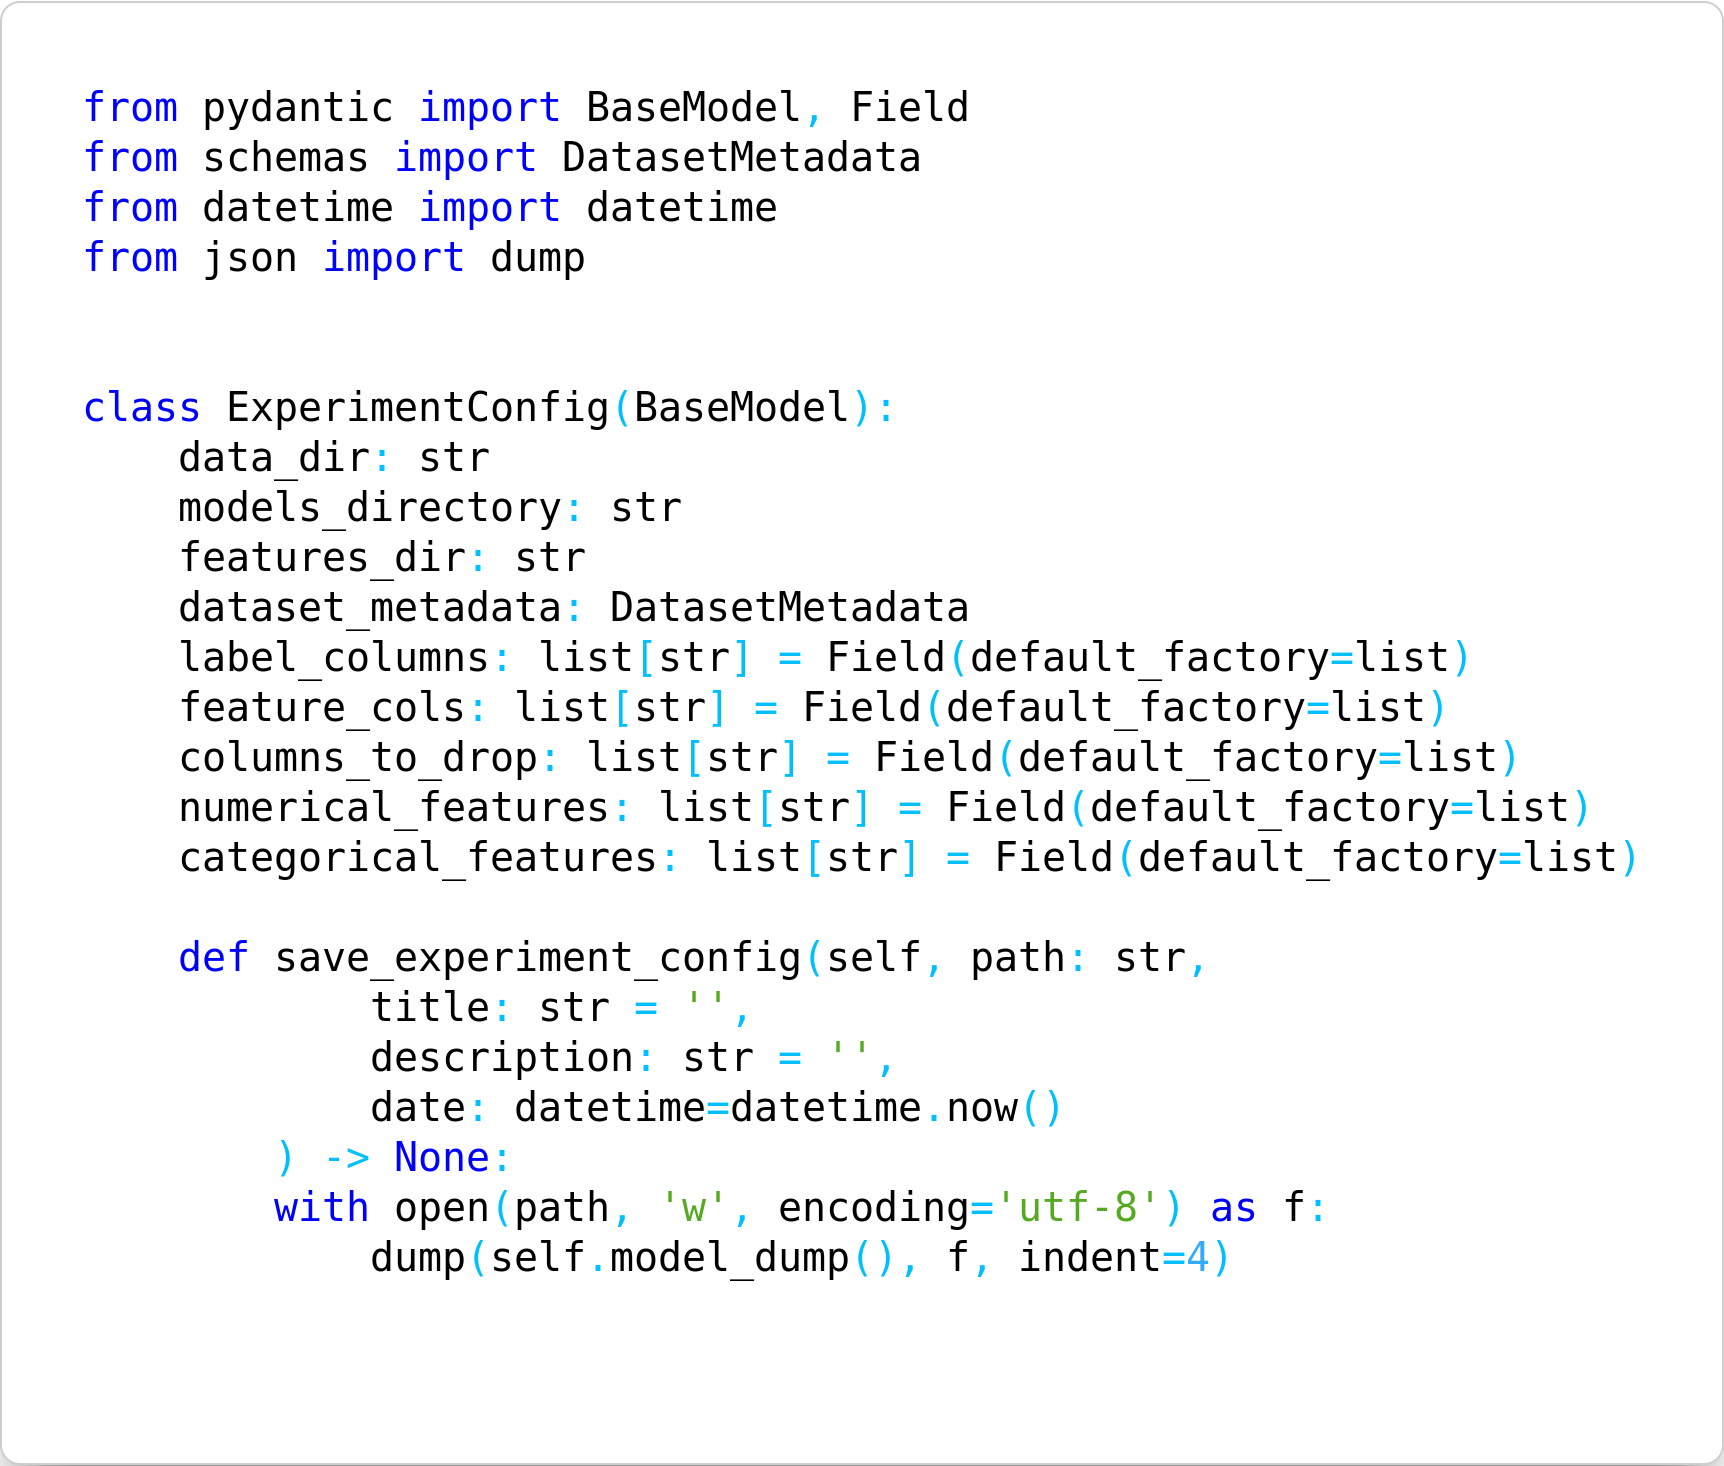 from pydantic import BaseModel, Field
from schemas import DatasetMetadata
from datetime import datetime
from json import dump
class ExperimentConfig(BaseModel):
    data_dir: str
    models_directory: str
    features_dir: str
    dataset_metadata: DatasetMetadata
    label_columns: list[str] = Field(default_factory=list)
    feature_cols: list[str] = Field(default_factory=list)
    columns_to_drop: list[str] = Field(default_factory=list)
    numerical_features: list[str] = Field(default_factory=list)
    categorical_features: list[str] = Field(default_factory=list)
    def save_experiment_config(self, path: str,
            title: str = '',
            description: str = '',
            date: datetime=datetime.now()
        ) -> None:
        with open(path, 'w', encoding='utf-8') as f:
            dump(self.model_dump(), f, indent=4)